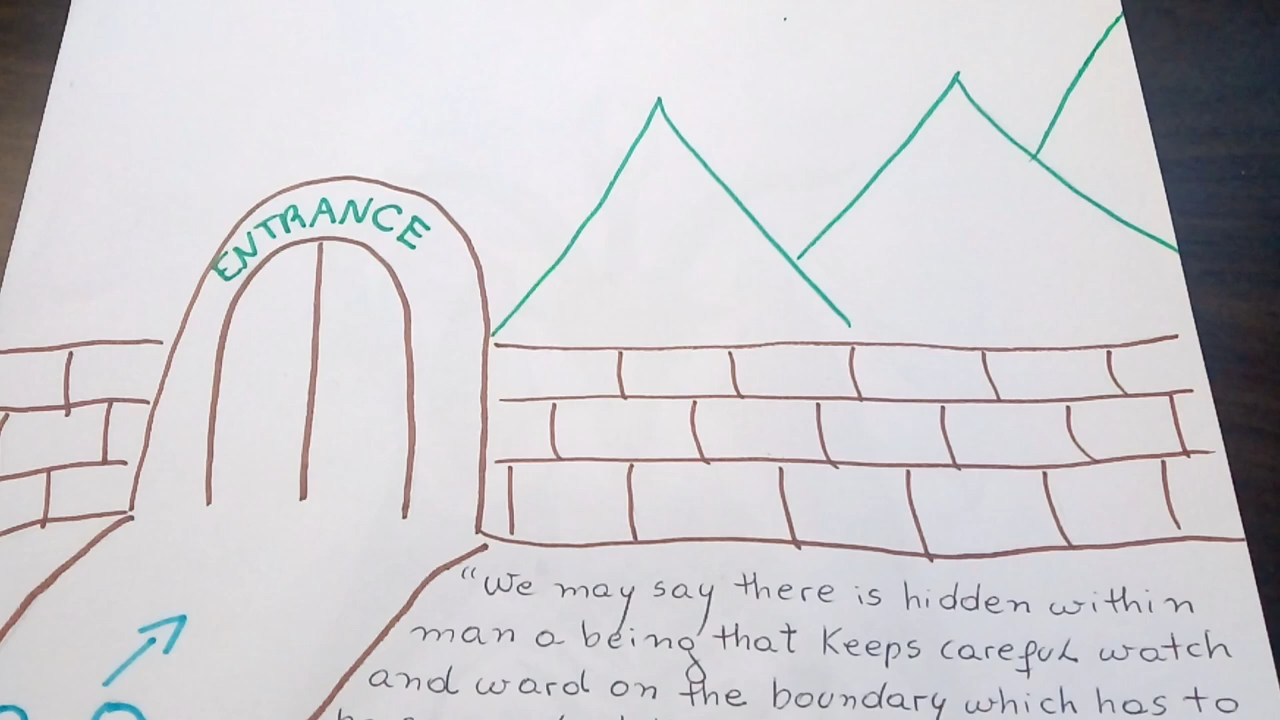 ENTRANCE
"We may say there is hidden within
man a being that Keeps careful watch
and ward on the boundary which has to